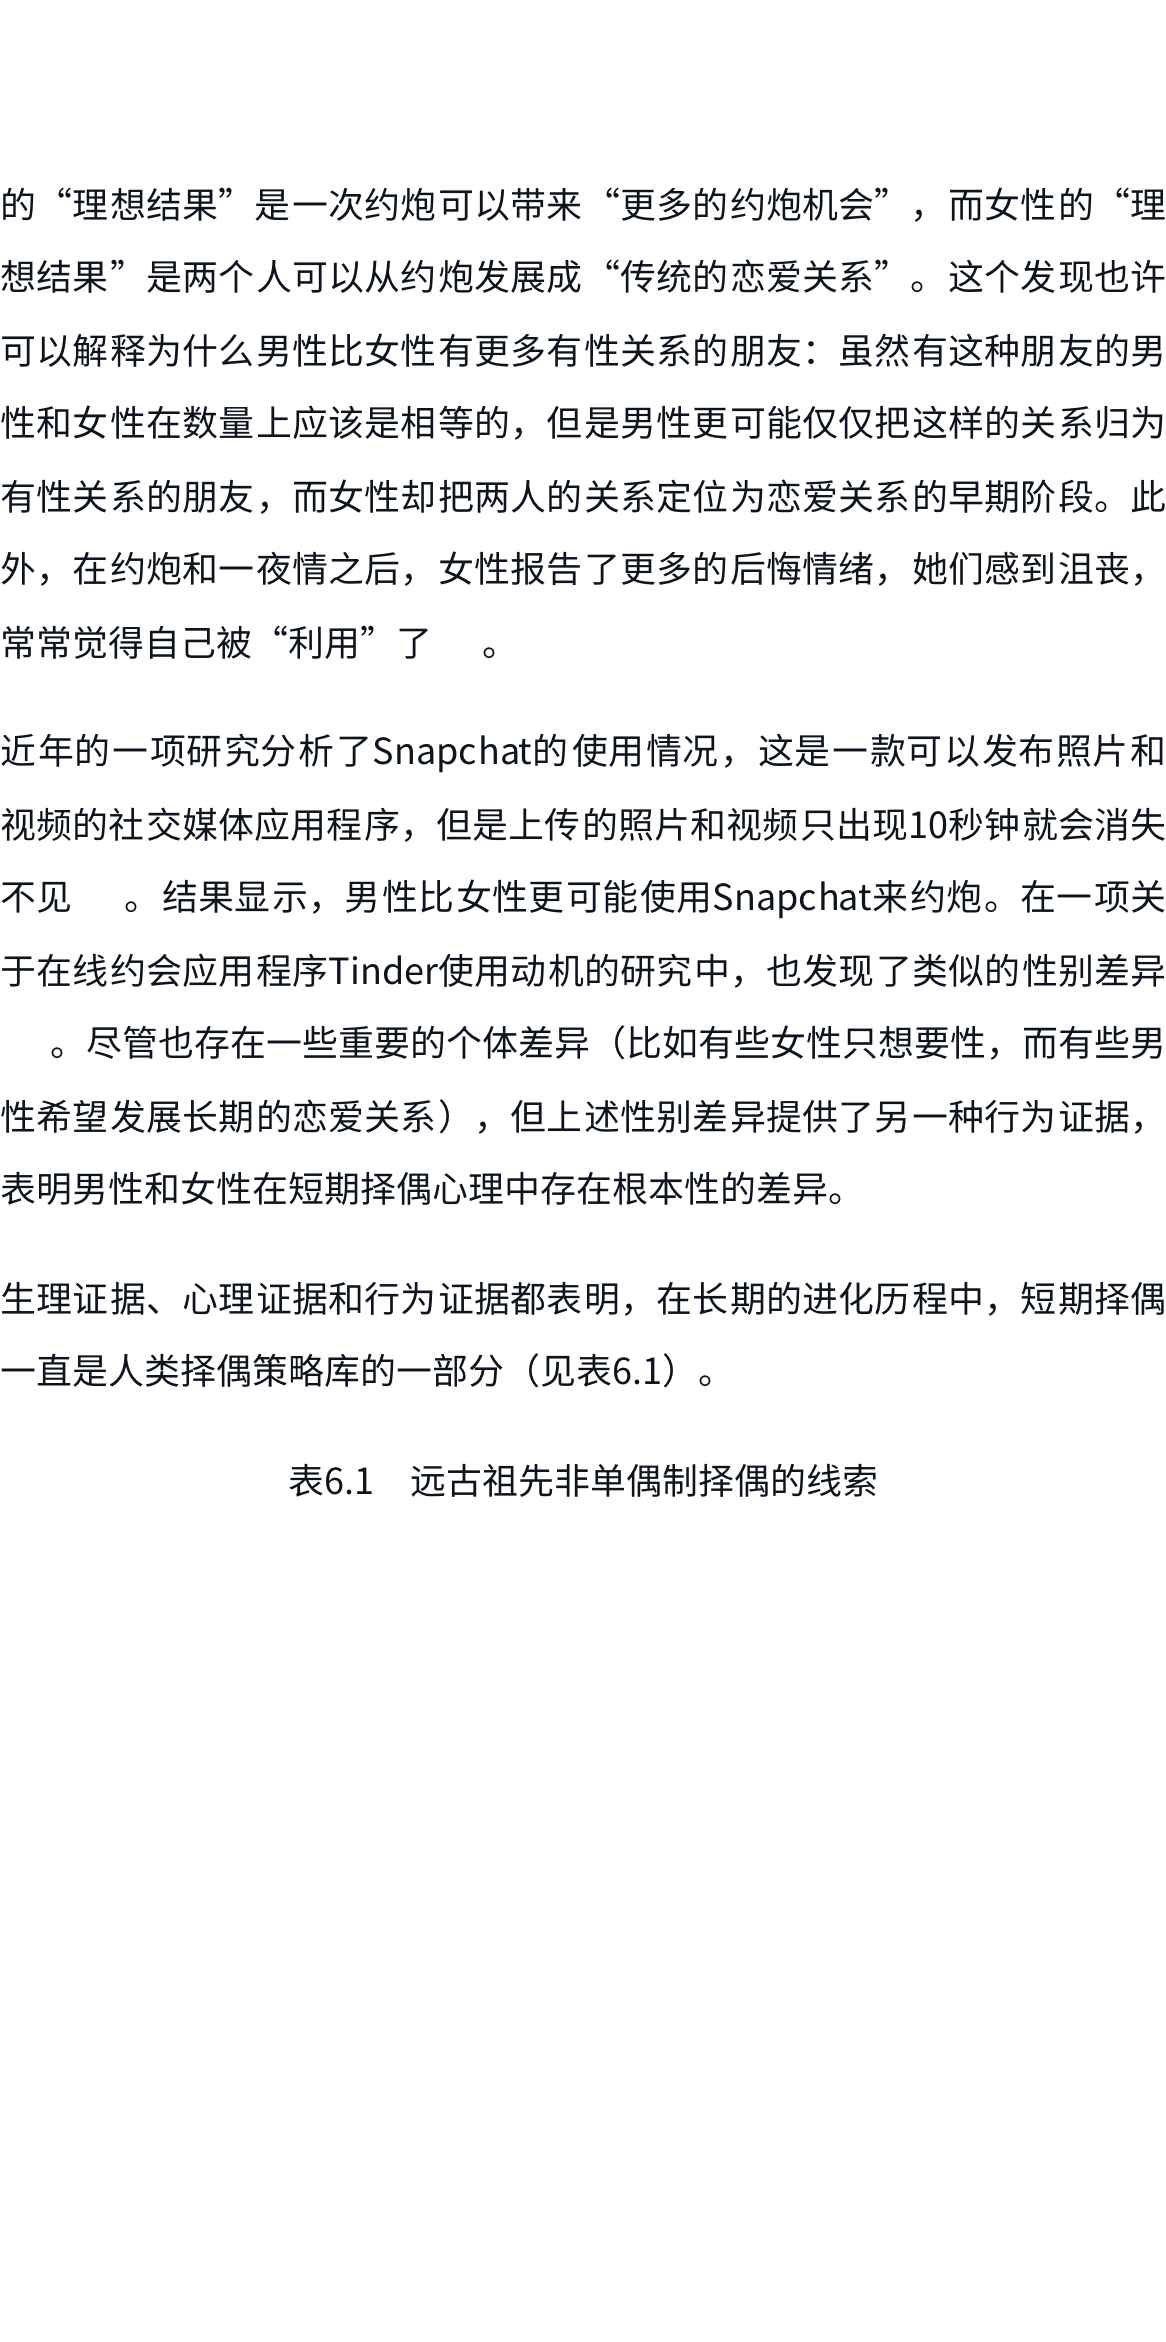 的“理想结果”是一次约炮可以带来“更多的约炮机会”，而女性的“理
想结果”是两个人可以从约炮发展成“传统的恋爱关系”。这个发现也许
可以解释为什么男性比女性有更多有性关系的朋友：虽然有这种朋友的男
性和女性在数量上应该是相等的，但是男性更可能仅仅把这样的关系归为
有性关系的朋友，而女性却把两人的关系定位为恋爱关系的早期阶段。此
外，在约炮和一夜情之后，女性报告了更多的后悔情绪，她们感到沮丧，
常常觉得自己被“利用”了 。
近年的一项研究分析了Snapchat的使用情况，这是一款可以发布照片和
视频的社交媒体应用程序，但是上传的照片和视频只出现10秒钟就会消失
不见 。结果显示，男性比女性更可能使用Snapchat来约炮。在一项关
于在线约会应用程序Tinder使用动机的研究中，也发现了类似的性别差异
。尽管也存在一些重要的个体差异（比如有些女性只想要性，而有些男
性希望发展长期的恋爱关系），但上述性别差异提供了另一种行为证据，
表明男性和女性在短期择偶心理中存在根本性的差异。
生理证据、心理证据和行为证据都表明，在长期的进化历程中，短期择偶
一直是人类择偶策略库的一部分（见表6.1）。
表6.1　远古祖先非单偶制择偶的线索